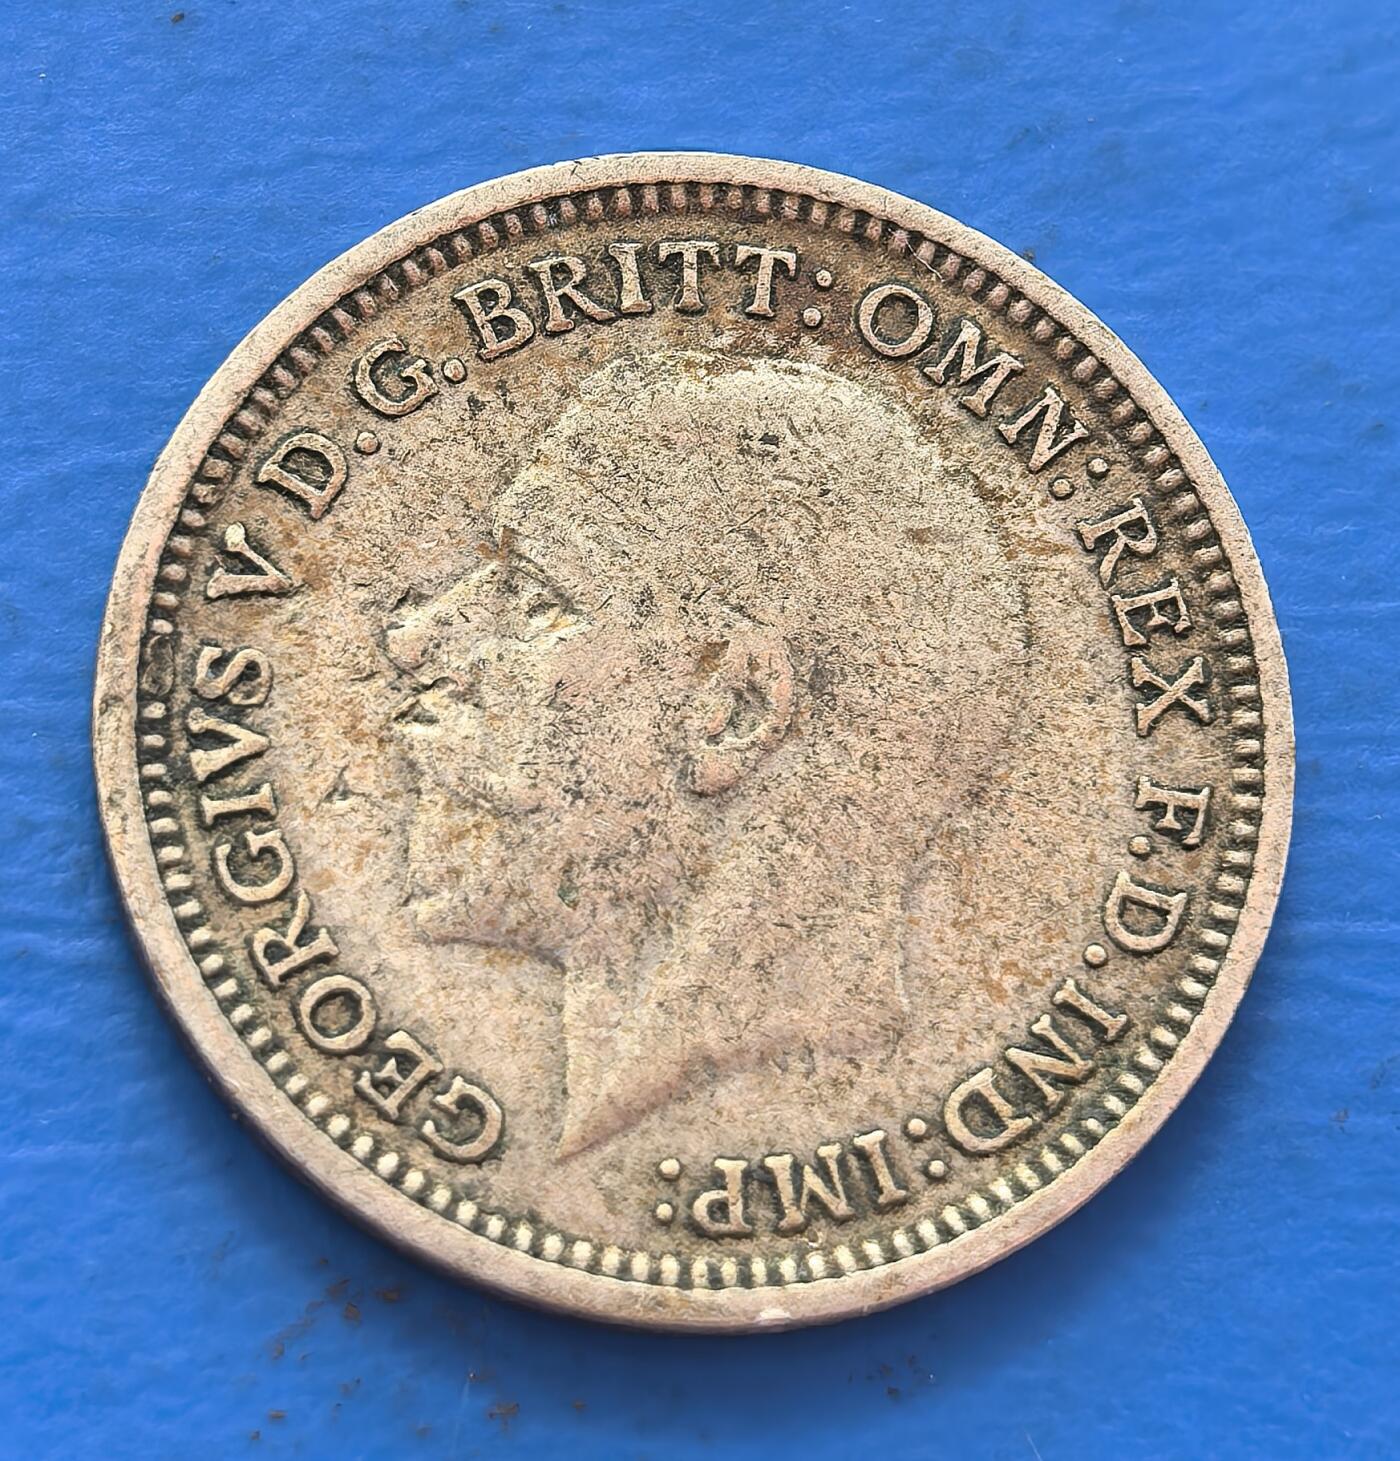 GEORGIVS V D.G.BRITT:OMN:REX F.D.IND:IMP: